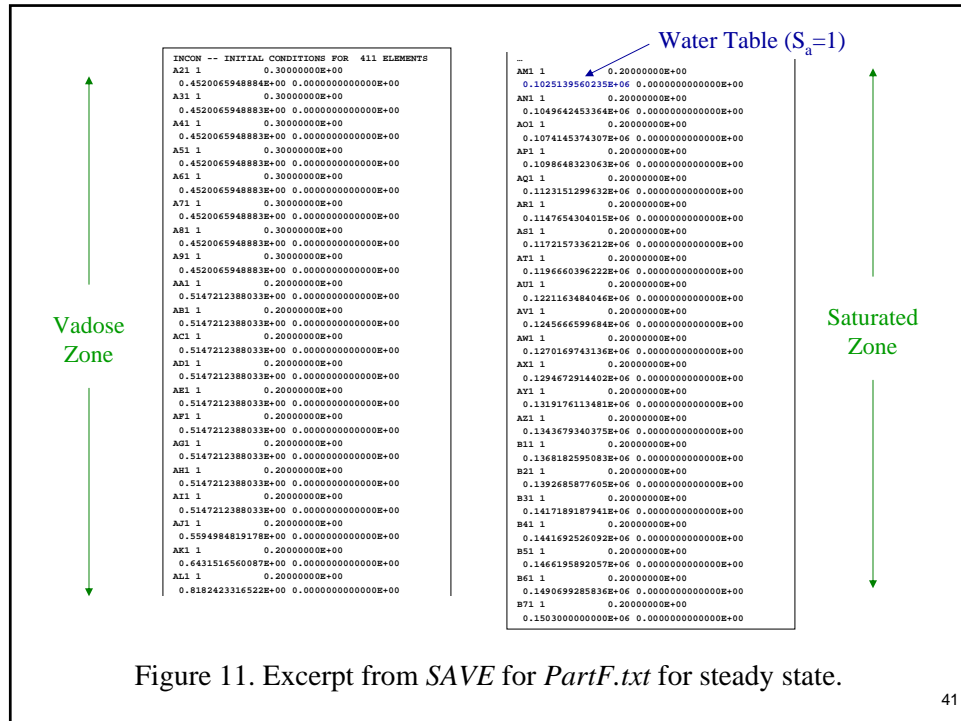 Water Table (Sa=1)
INCON -- INITIAL CONDITIONS FOR 411 ELEMENTS
A21 1 0.30000000E+00
0.4520065948884E+00 0.0000000000000E+00
A31 1 0.30000000E+00
0.4520065948883E+00 0.0000000000000E+00
A41 1 0.30000000E+00
0.4520065948883E+00 0.0000000000000E+00
A51 1 0.30000000E+00
0.4520065948883E+00 0.0000000000000E+00
A61 1 0.30000000E+00
0.4520065948883E+00 0.0000000000000E+00
A71 1 0.30000000E+00
0.4520065948883E+00 0.0000000000000E+00
A81 1 0.30000000E+00
0.4520065948883E+00 0.0000000000000E+00
A91 1 0.30000000E+00
0.4520065948883E+00 0.0000000000000E+00
AA1 1 0.20000000E+00
0.5147212388033E+00 0.0000000000000E+00
AB1 1 0.20000000E+00
0.5147212388033E+00 0.0000000000000E+00
AC1 1 0.20000000E+00
0.5147212388033E+00 0.0000000000000E+00
AD1 1 0.20000000E+00
0.5147212388033E+00 0.0000000000000E+00
AE1 1 0.20000000E+00
0.5147212388033E+00 0.0000000000000E+00
AF1 1 0.20000000E+00
0.5147212388033E+00 0.0000000000000E+00
AG1 1 0.20000000E+00
0.5147212388033E+00 0.0000000000000E+00
AH1 1 0.20000000E+00
0.5147212388033E+00 0.0000000000000E+00
AI1 1 0.20000000E+00
0.5147212388033E+00 0.0000000000000E+00
AJ1 1 0.20000000E+00
0.5594984819178E+00 0.0000000000000E+00
AK1 1 0.20000000E+00
0.6431516560087E+00 0.0000000000000E+00
AL1 1 0.20000000E+00
0.8182423316522E+00 0.0000000000000E+00
Vadose
Zone
…
AM1 1 0.20000000E+00
0.1025139560235E+06 0.0000000000000E+00
AN1 1 0.20000000E+00
0.1049642453364E+06 0.0000000000000E+00
AO1 1 0.20000000E+00
0.1074145374307E+06 0.0000000000000E+00
AP1 1 0.20000000E+00
0.1098648323063E+06 0.0000000000000E+00
AQ1 1 0.20000000E+00
0.1123151299632E+06 0.0000000000000E+00
AR1 1 0.20000000E+00
0.1147654304015E+06 0.0000000000000E+00
AS1 1 0.20000000E+00
0.1172157336212E+06 0.0000000000000E+00
AT1 1 0.20000000E+00
0.1196660396222E+06 0.0000000000000E+00
AU1 1 0.20000000E+00
0.1221163484046E+06 0.0000000000000E+00
AV1 1 0.20000000E+00
0.1245666599684E+06 0.0000000000000E+00
AW1 1 0.20000000E+00
0.1270169743136E+06 0.0000000000000E+00
AX1 1 0.20000000E+00
0.1294672914402E+06 0.0000000000000E+00
AY1 1 0.20000000E+00
0.1319176113481E+06 0.0000000000000E+00
AZ1 1 0.20000000E+00
0.1343679340375E+06 0.0000000000000E+00
B11 1 0.20000000E+00
0.1368182595083E+06 0.0000000000000E+00
B21 1 0.20000000E+00
0.1392685877605E+06 0.0000000000000E+00
B31 1 0.20000000E+00
0.1417189187941E+06 0.0000000000000E+00
B41 1 0.20000000E+00
0.1441692526092E+06 0.0000000000000E+00
B51 1 0.20000000E+00
0.1466195892057E+06 0.0000000000000E+00
B61 1 0.20000000E+00
0.1490699285836E+06 0.0000000000000E+00
B71 1 0.20000000E+00
0.1503000000000E+06 0.0000000000000E+00
Saturated
Zone
Figure 11. Excerpt from SAVE for PartF.txt for steady state.
41